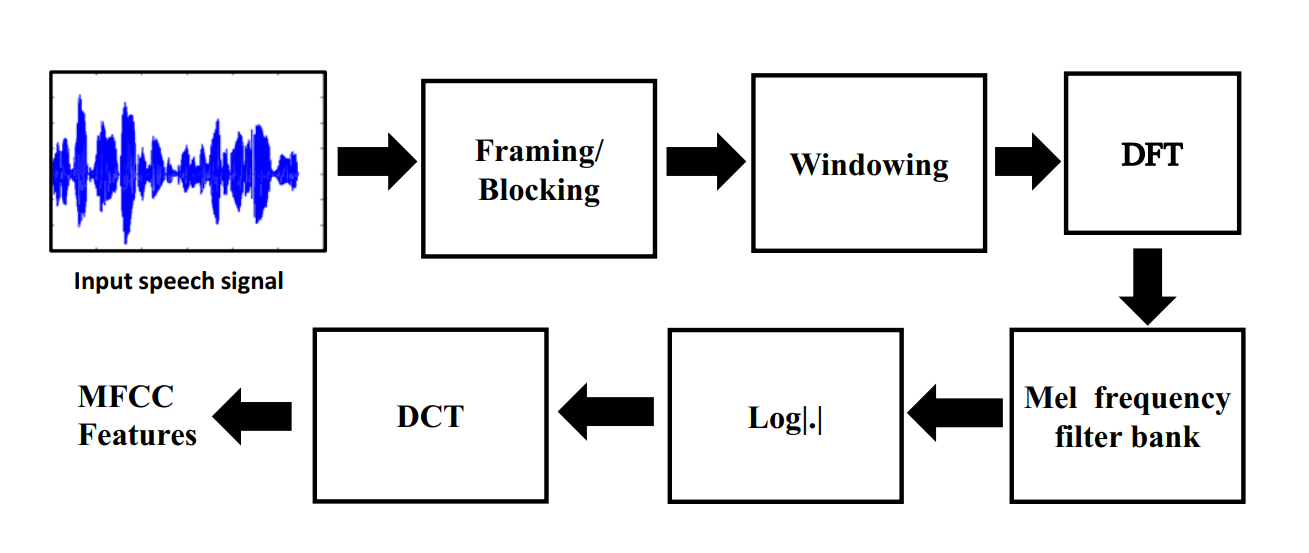 Input speech signal
Framing/
Blocking
Windowing
DFT
Mel frequency
filter bank
Log|.|
DCT
MFCC
Features